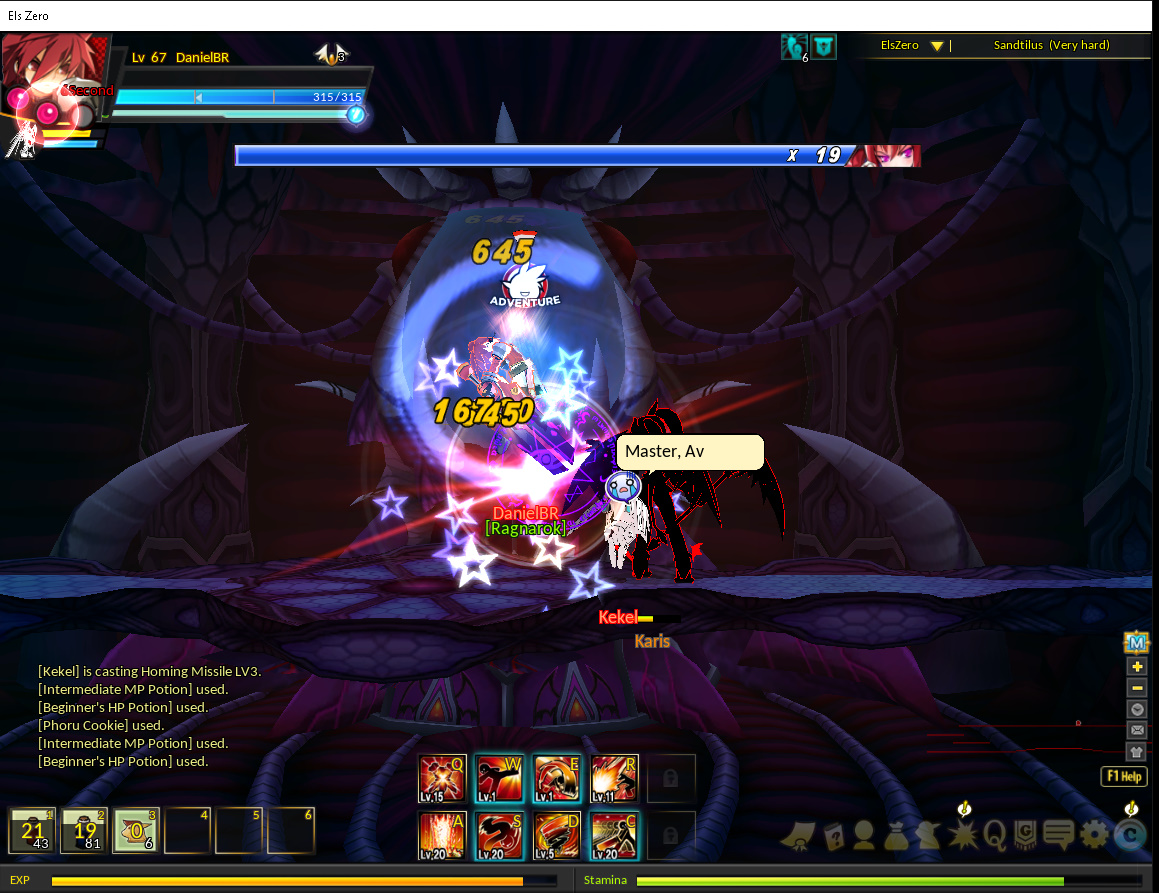 Els Zero
Lv 67 DanielBR
3
ElsZero
Sandtilus (Very hard)
6
6Second
315/315
X 19
645
645
ADVENTURE
Master, Av
DanielBR
[Ragnarok]
Kekel
Karis
[Kekel] is casting Homing Missile LV3.
[Intermediate MP Potion] used.
[Beginner's HP Potion] used.
[Phoru Cookie] used.
[Intermediate MP Potion] used.
[Beginner's HP Potion] used.
M
F1 Help
Q W E R
Lv.15 Lv.1 Lv.1 Lv.11
A S D C
Lv.20 Lv.20 Lv.5 Lv.20
1 2 3 4 5 6
21 19 0
43 81 6
Q C
EXP
Stamina